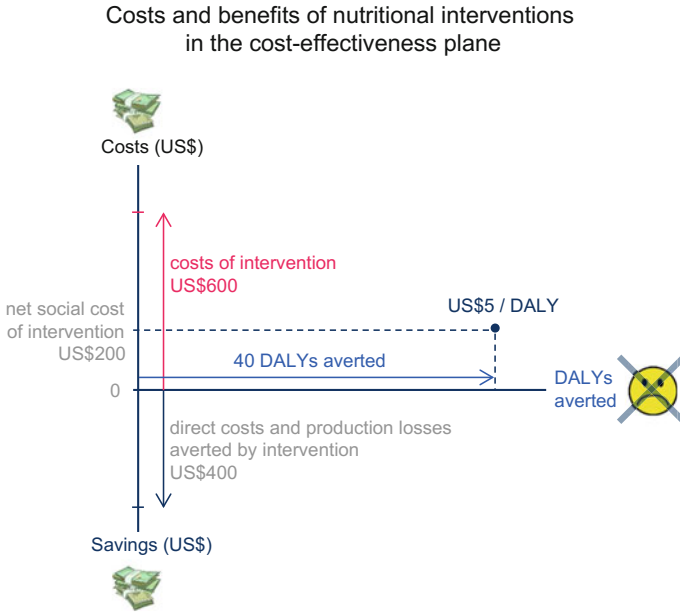 Costs and benefits of nutritional interventions
in the cost-effectiveness plane
Costs (US$)
costs of intervention
US$600
net social cost
of intervention
US$200
US$5 / DALY
40 DALYs averted
0
DALYs
averted
direct costs and production losses
averted by intervention
US$400
Savings (US$)